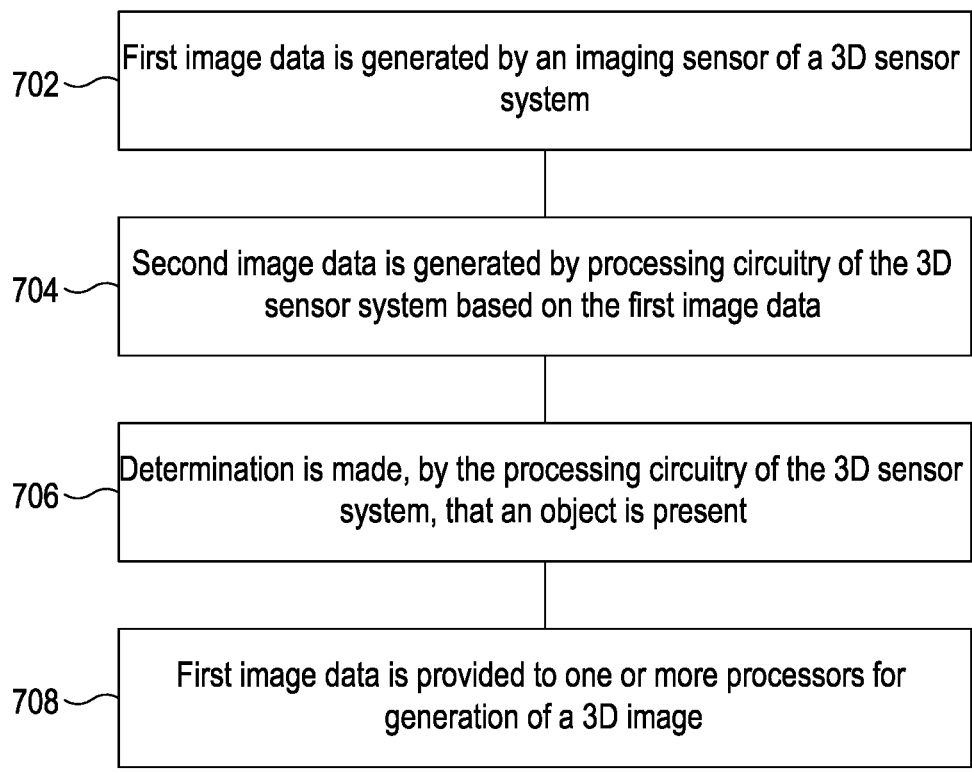 First image data is generated by an imaging sensor of a 3D sensor
system
702
Second image data is generated by processing circuitry of the 3D
sensor system based on the first image data
704
Determination is made, by the processing circuitry of the 3D sensor
system, that an object is present
706
First image data is provided to one or more processors for
generation of a 3D image
708